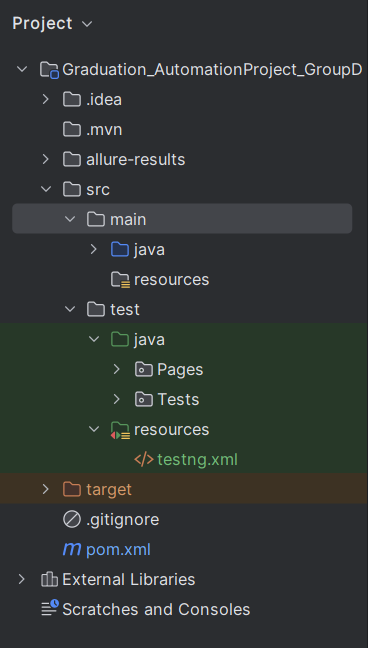 Project
Graduation_AutomationProject_GroupD
.idea
.mvn
allure-results
src
main
java
resources
test
java
Pages
Tests
resources
testng.xml
target
.gitignore
pom.xml
External Libraries
Scratches and Consoles